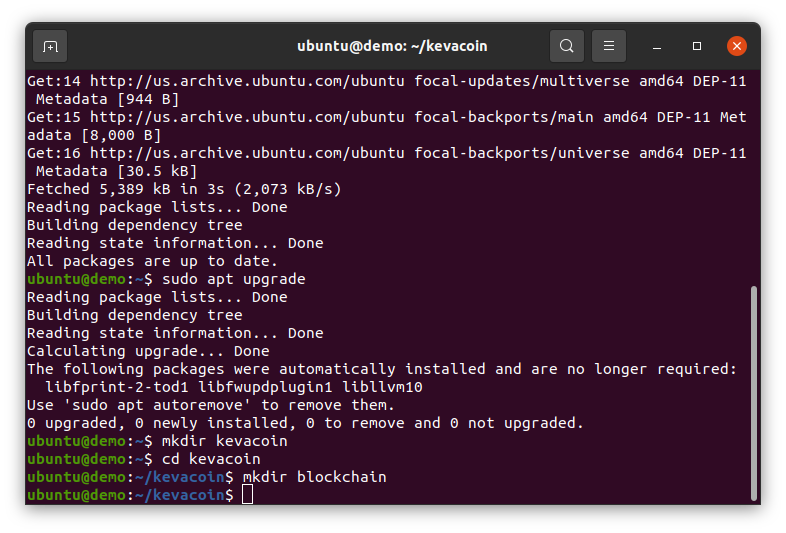 ubuntu@demo: ~/kevacoin
Get:14 http://us.archive.ubuntu.com/ubuntu focal-updates/multiverse amd64 DEP-11
 Metadata [944 B]
Get:15 http://us.archive.ubuntu.com/ubuntu focal-backports/main amd64 DEP-11 Met
adata [8,000 B]
Get:16 http://us.archive.ubuntu.com/ubuntu focal-backports/universe amd64 DEP-11
 Metadata [30.5 kB]
Fetched 5,389 kB in 3s (2,073 kB/s)
Reading package lists... Done
Building dependency tree
Reading state information... Done
All packages are up to date.
ubuntu@demo:~$ sudo apt upgrade
Reading package lists... Done
Building dependency tree
Reading state information... Done
Calculating upgrade... Done
The following packages were automatically installed and are no longer required:
  libfprint-2-tod1 libfwupdplugin1 libllvm10
Use 'sudo apt autoremove' to remove them.
0 upgraded, 0 newly installed, 0 to remove and 0 not upgraded.
ubuntu@demo:~$ mkdir kevacoin
ubuntu@demo:~$ cd kevacoin
ubuntu@demo:~/kevacoin$ mkdir blockchain
ubuntu@demo:~/kevacoin$